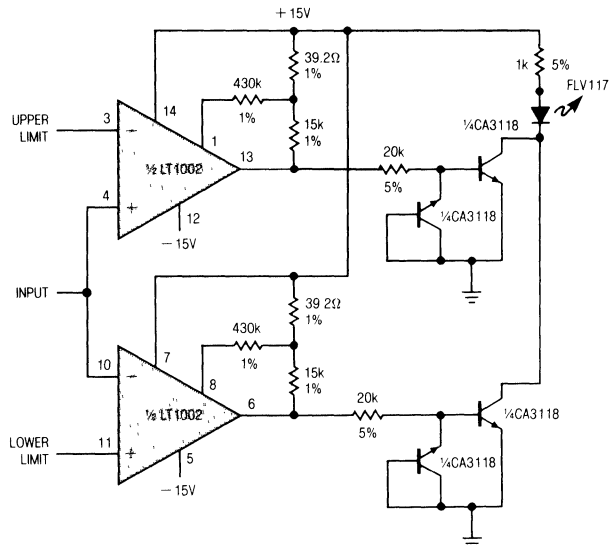 +15V
39.2Ω
1%
430k
1%
15k
1%
1k
5%
FLV117
UPPER
LIMIT
3
−
14
1
½ LT1002
13
4
+
12
−15V
20k
5%
¼CA3118
¼CA3118
INPUT
39.2Ω
1%
430k
1%
15k
1%
10
−
7
8
½ LT1002
6
LOWER
LIMIT
11
+
5
−15V
20k
5%
¼CA3118
¼CA3118